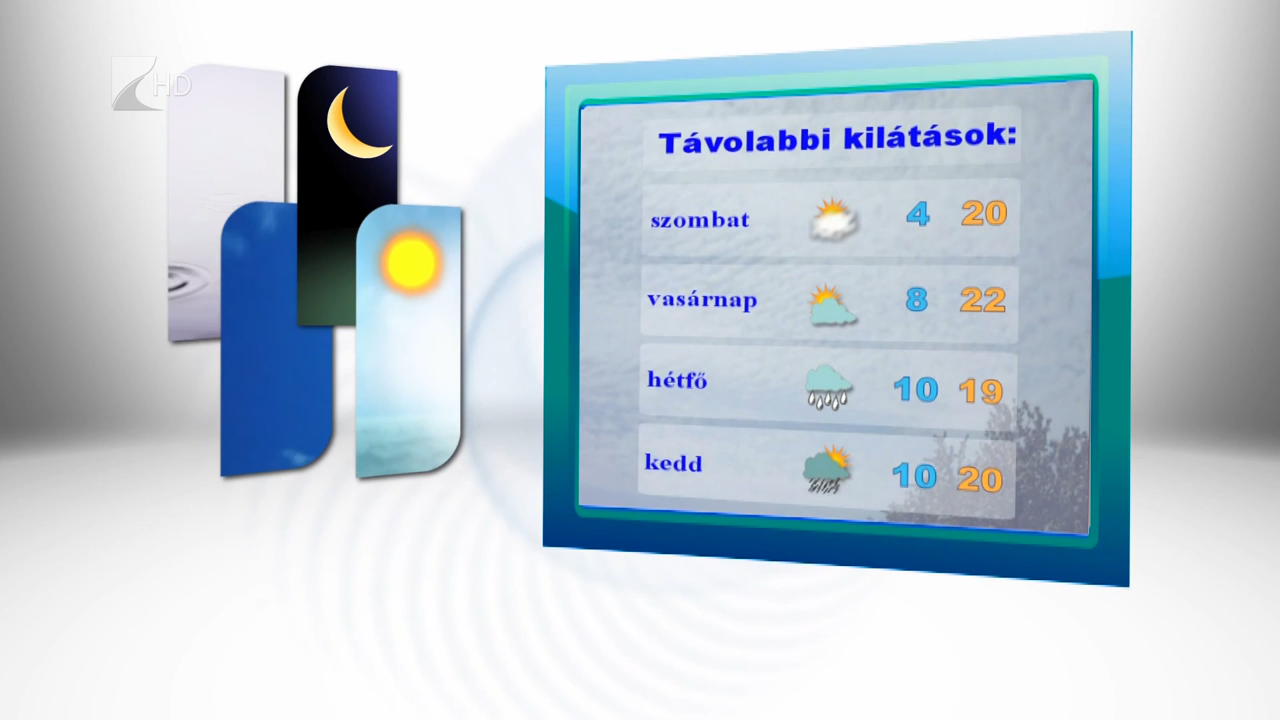 HD
Távolabbi kilátások:
szombat 4 20
vasárnap 8 22
hétfő 10 19
kedd 10 20